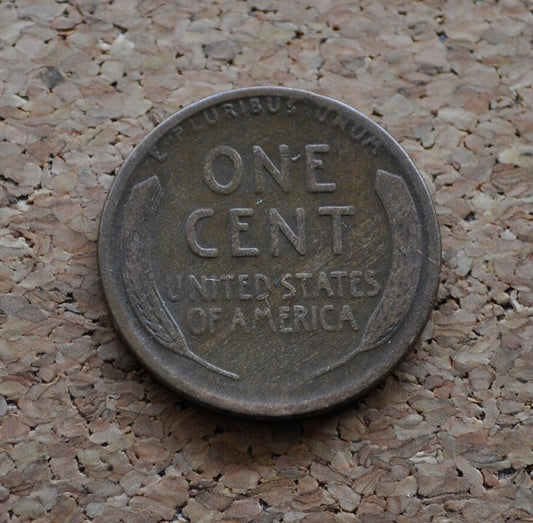 E·PLURIBUS·UNUM
ONE
CENT
UNITED STATES
OF AMERICA